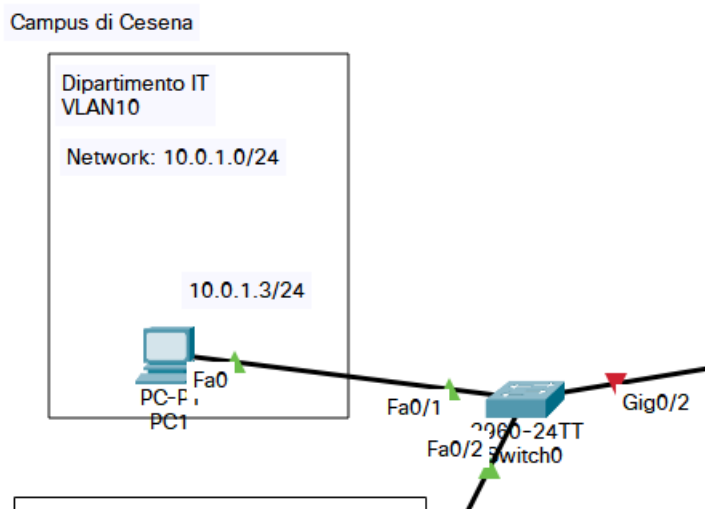 Campus di Cesena
Dipartimento IT
VLAN10
Network: 10.0.1.0/24
10.0.1.3/24
Fa0
PC-P
PC1
Fa0/1
Gig0/2
2960-24TT
Fa0/2
Switch0